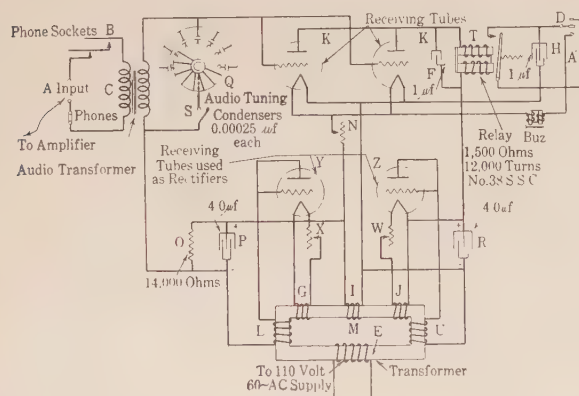 B
Phone Sockets
A Input
Phones
To Amplifier
Audio Transformer
C
Q
S
Audio Tuning
Condensers
0.00025 µf
each
Receiving Tubes
K
K
T
F
1 µf
1 µf
D
H
A
Buz
Relay
1,500 Ohms
12,000 Turns
No.38 S S C
N
Receiving
Tubes used
as Rectifiers
Y
Z
4 0 µf
O
P
14,000 Ohms
X
W
4 0 µf
R
G
I
J
L
M
U
E
To 110 Volt
60~AC Supply
Transformer